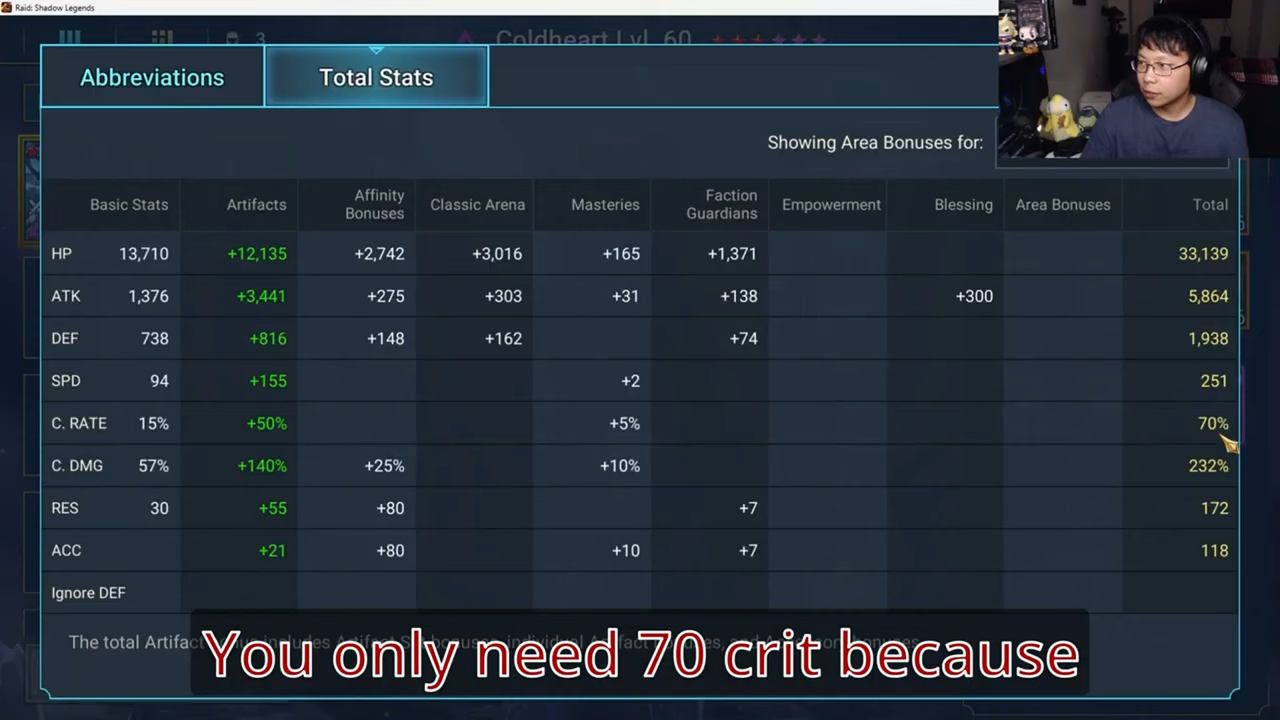 Raid: Shadow Legends
3
Coldheart Lvl 60
Abbreviations
Total Stats
Showing Area Bonuses for:
Basic Stats Artifacts Affinity Bonuses Classic Arena Masteries Faction Guardians Empowerment Blessing Area Bonuses Total
HP 13,710 +12,135 +2,742 +3,016 +165 +1,371 33,139
ATK 1,376 +3,441 +275 +303 +31 +138 +300 5,864
DEF 738 +816 +148 +162 +74 1,938
SPD 94 +155 +2 251
C. RATE 15% +50% +5% 70%
C. DMG 57% +140% +25% +10% 232%
RES 30 +55 +80 +7 172
ACC +21 +80 +10 +7 118
Ignore DEF
The total Artifact
You only need 70 crit because